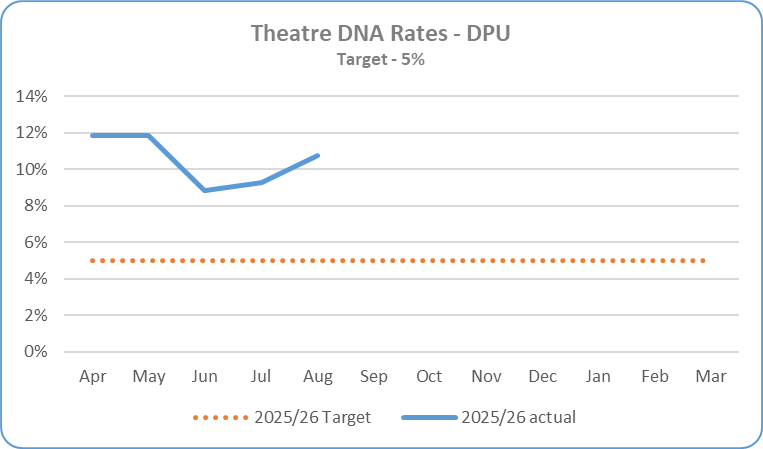 Theatre DNA Rates - DPU
Target - 5%
14%
12%
10%
8%
6%
4%
2%
0%
Apr May Jun Jul Aug Sep Oct Nov Dec Jan Feb Mar
2025/26 Target 2025/26 actual